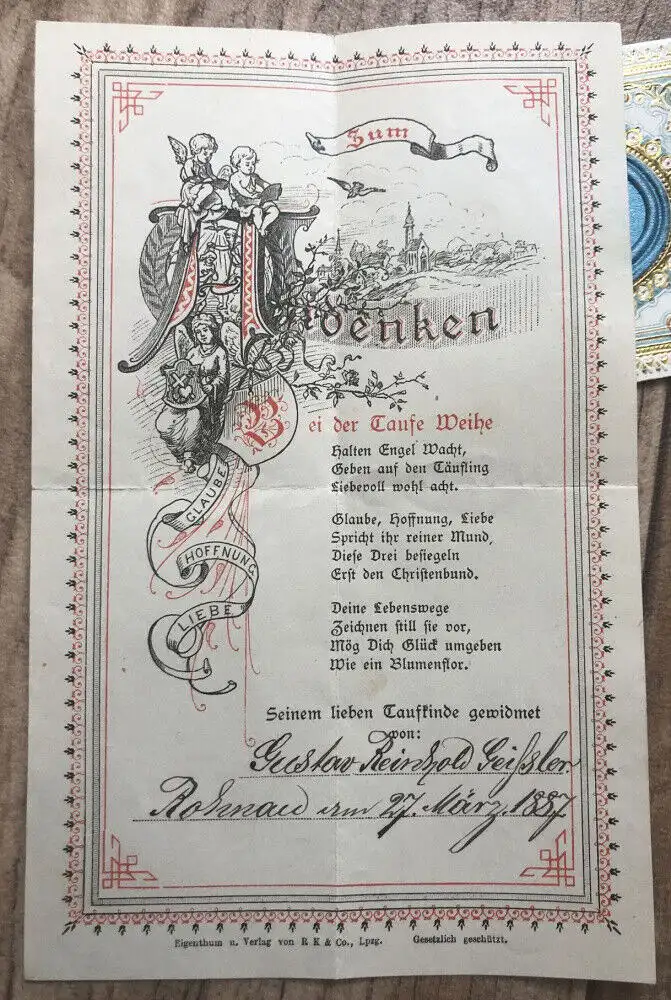 Zum
Andenken
Bei der Taufe Weihe
Halten Engel Wacht,
Geben auf den Täufling
Liebevoll wohl acht.
Glaube, Hoffnung, Liebe
Spricht ihr reiner Mund,
Diese Drei besiegeln
Erst den Christenbund.
Deine Lebenswege
Zeichnen still sie vor,
Mög Dich Glück umgeben
Wie ein Blumenflor.
GLAUBE
HOFFNUNG
LIEBE
Seinem lieben Taufkinde gewidmet
von:
Gustav Reinhold Geißler.
am 27. März. 1887
Eigenthum u. Verlag von R K & Co., Lpzg. Gesetzlich geschützt.